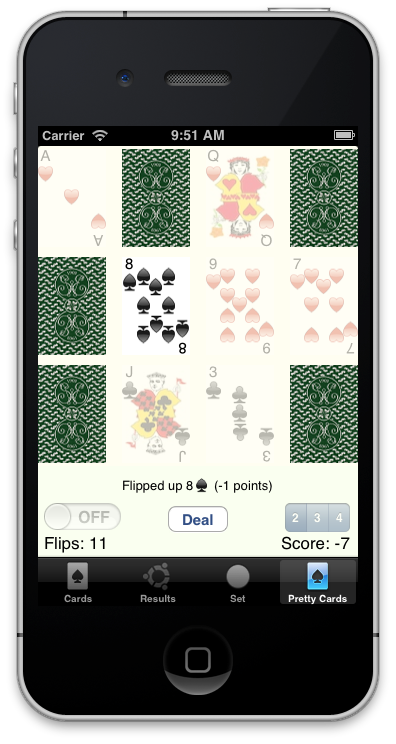 Carrier 9:51 AM
A Q
A Q
8 9 7
8 9 7
J 3
J 3
Flipped up 8♠ (-1 points)
OFF Deal 2 3 4
Flips: 11 Score: -7
Cards Results Set Pretty Cards